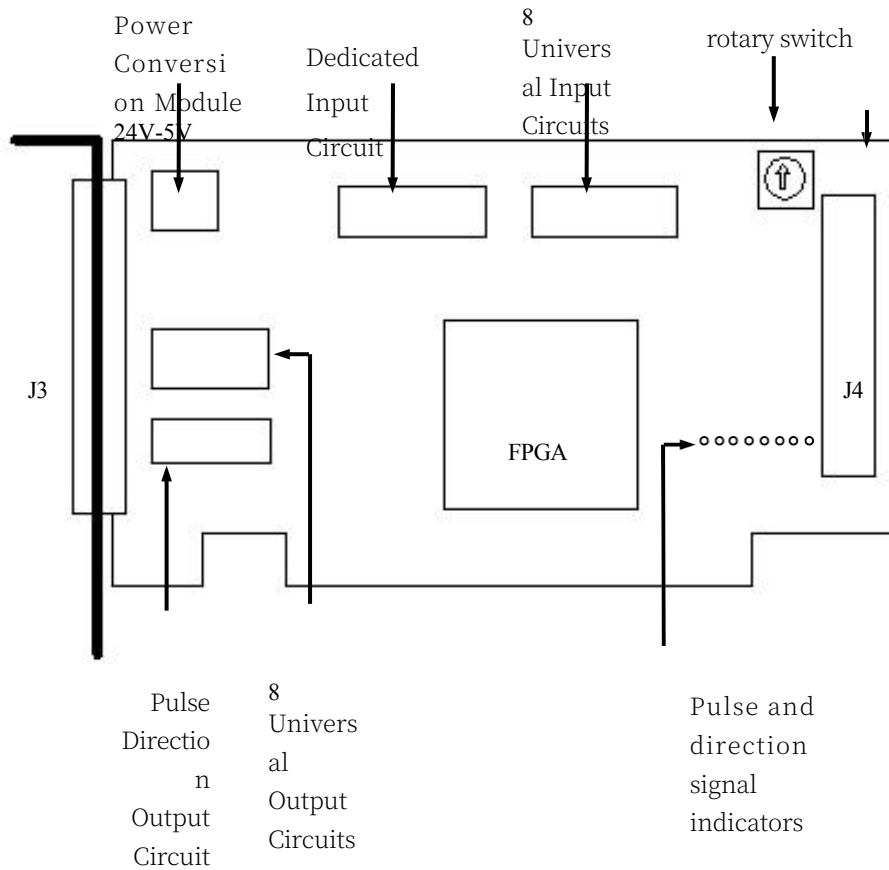 Power
Conversi
on Module
24V-5V
Dedicated
Input
Circuit
8
Univers
al Input
Circuits
rotary switch
J3
FPGA
J4
Pulse
Directio
n
Output
Circuit
8
Univers
al
Output
Circuits
Pulse and
direction
signal
indicators